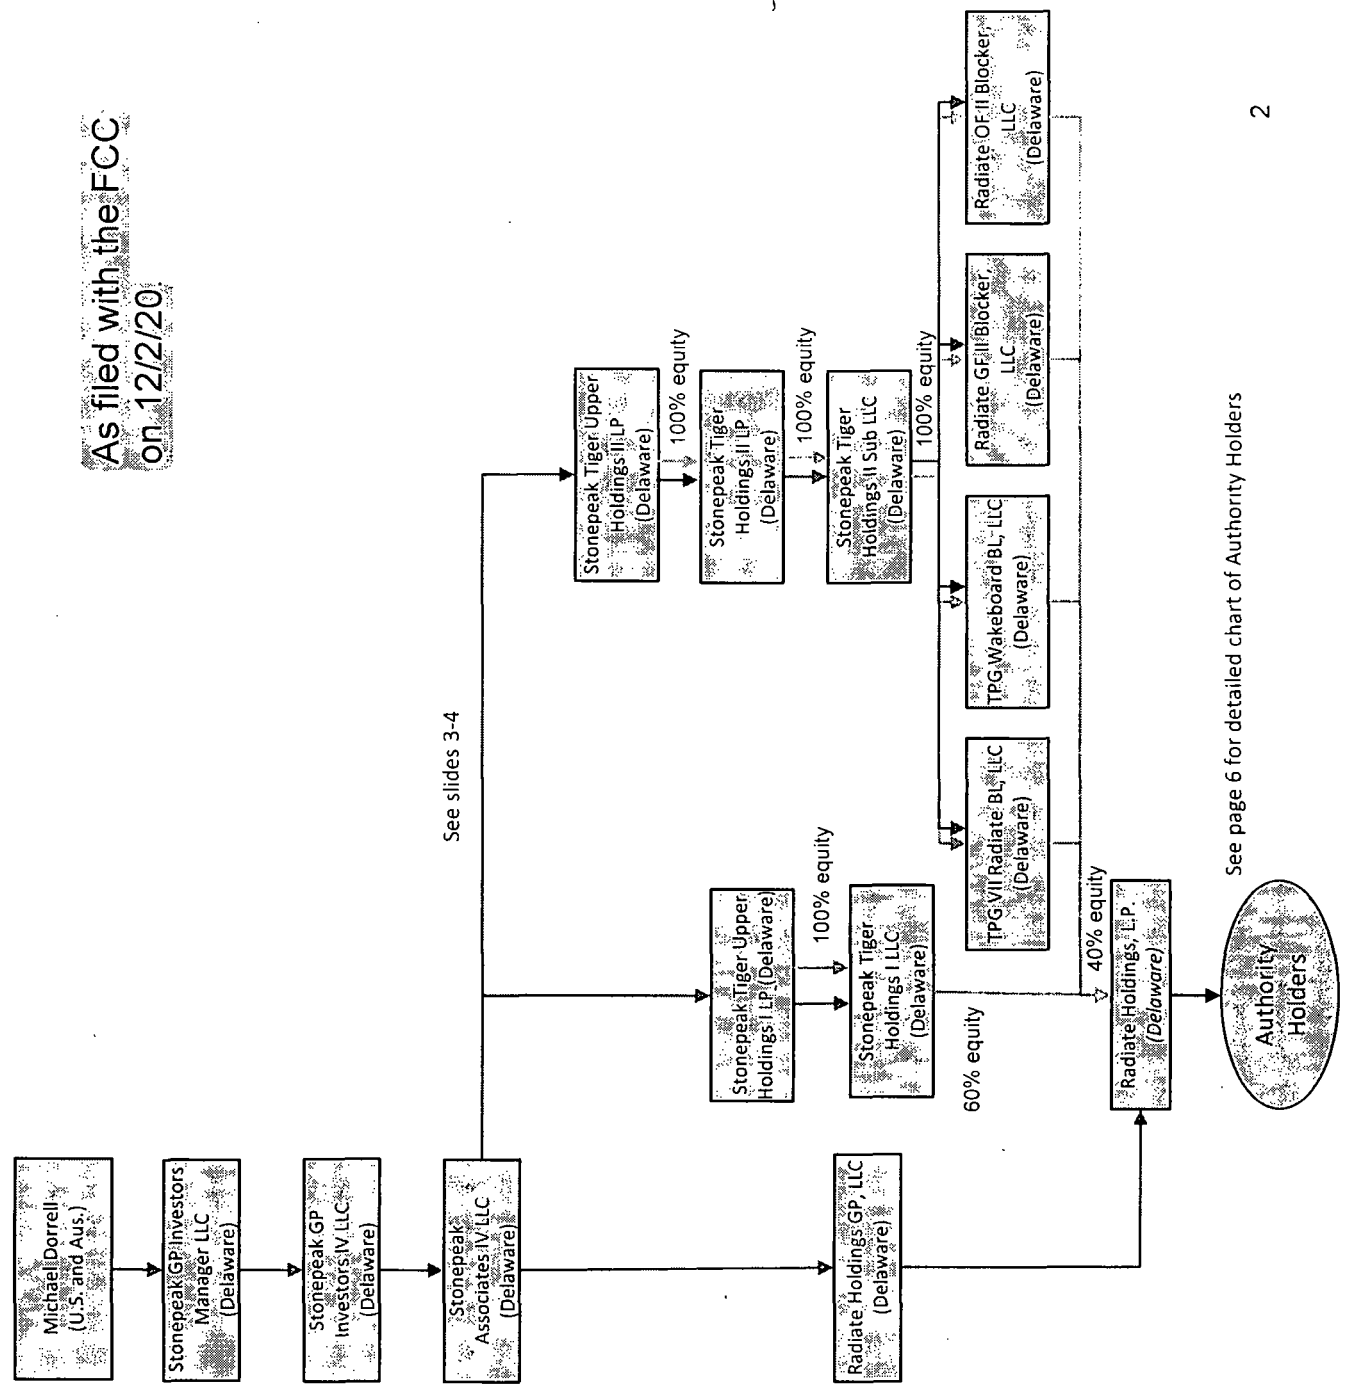 As filed with the FCC
on 12/2/20
Michael Dorrell
(U.S. and Aus.)
Stonepeak GP Investors
Manager LLC
(Delaware)
Stonepeak GP
Investors IV LLC
(Delaware)
Stonepeak
Associates IV LLC
(Delaware)
See slides 3-4
Stonepeak Tiger Upper
Holdings II LP
(Delaware)
100% equity
Stonepeak Tiger
Holdings II LP
(Delaware)
100% equity
Stonepeak Tiger
Holdings II Sub LLC
(Delaware)
100% equity
Stonepeak Tiger Upper
Holdings I LP (Delaware)
100% equity
Stonepeak Tiger
Holdings I LLC
(Delaware)
Radiate Holdings GP, LLC
(Delaware)
TPG VII Radiate BL, LLC
(Delaware)
TPG Wakeboard BL, LLC
(Delaware)
Radiate GF II Blocker,
LLC
(Delaware)
Radiate OF II Blocker,
LLC
(Delaware)
60% equity
40% equity
Radiate Holdings, L.P.
(Delaware)
Authority
Holders
See page 6 for detailed chart of Authority Holders
2